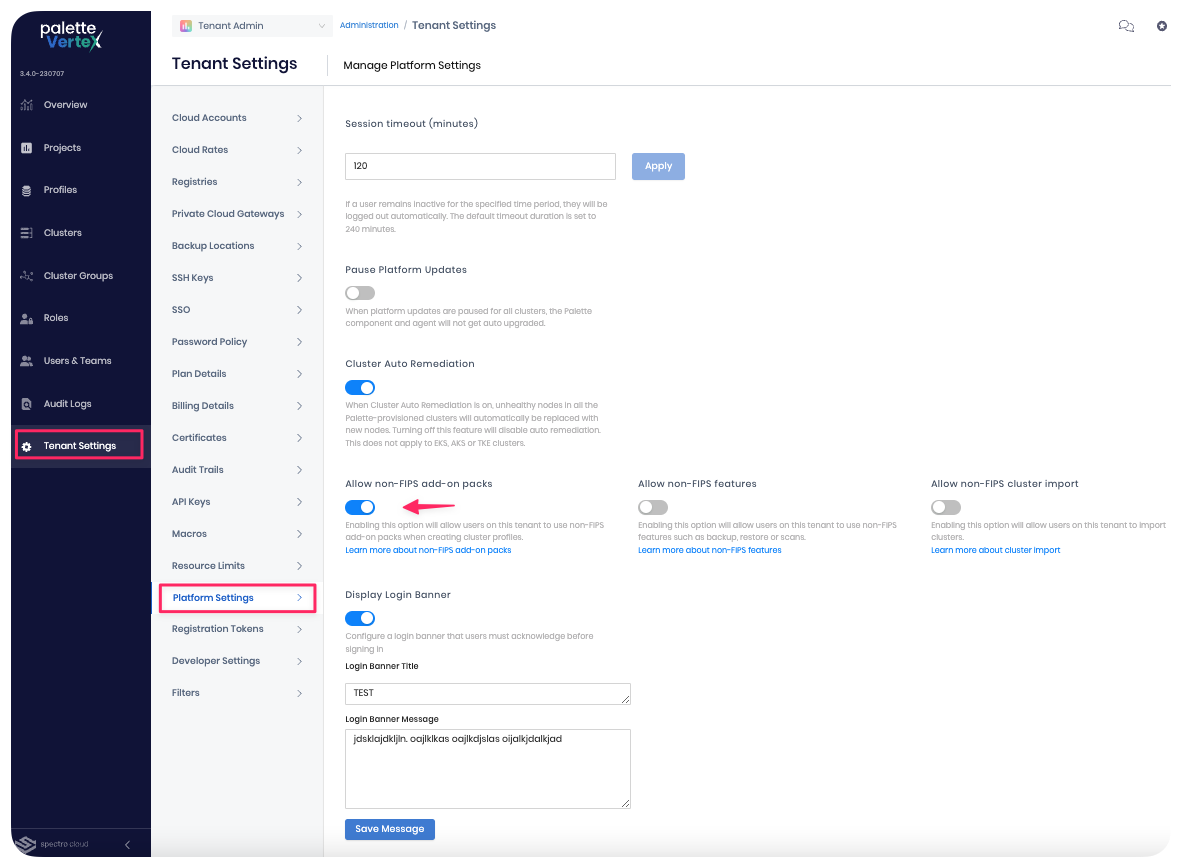 palette
VerteX
3.4.0-230707
Overview
Projects
Profiles
Clusters
Cluster Groups
Roles
Users & Teams
Audit Logs
Tenant Settings
spectro cloud
Tenant Admin
Administration / Tenant Settings
Tenant Settings
Manage Platform Settings
Cloud Accounts
Cloud Rates
Registries
Private Cloud Gateways
Backup Locations
SSH Keys
SSO
Password Policy
Plan Details
Billing Details
Certificates
Audit Trails
API Keys
Macros
Resource Limits
Platform Settings
Registration Tokens
Developer Settings
Filters
Session timeout (minutes)
120
Apply
If a user remains inactive for the specified time period, they will be
logged out automatically. The default timeout duration is set to
240 minutes.
Pause Platform Updates
When platform updates are paused for all clusters, the Palette
component and agent will not get auto upgraded.
Cluster Auto Remediation
When Cluster Auto Remediation is on, unhealthy nodes in all the
Palette-provisioned clusters will automatically be replaced with
new nodes. Turning off this feature will disable auto remediation.
This does not apply to EKS, AKS or TKE clusters.
Allow non-FIPS add-on packs
Enabling this option will allow users on this tenant to use non-FIPS
add-on packs when creating cluster profiles.
Learn more about non-FIPS add-on packs
Allow non-FIPS features
Enabling this option will allow users on this tenant to use non-FIPS
features such as backup, restore or scans.
Learn more about non-FIPS features
Allow non-FIPS cluster import
Enabling this option will allow users on this tenant to import
clusters.
Learn more about cluster import
Display Login Banner
Configure a login banner that users must acknowledge before
signing in
Login Banner Title
TEST
Login Banner Message
jdsklajdkljln. oajlklkas oajlkdjslas oijalkjdalkjad
Save Message